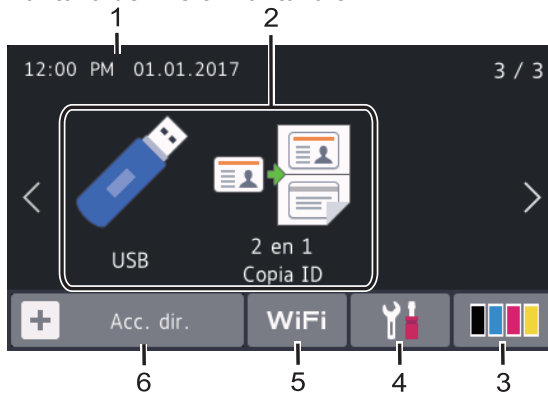 1
2
12:00 PM 01.01.2017
3 / 3
USB
2 en 1
Copia ID
Acc. dir.
WiFi
6
5
4
3